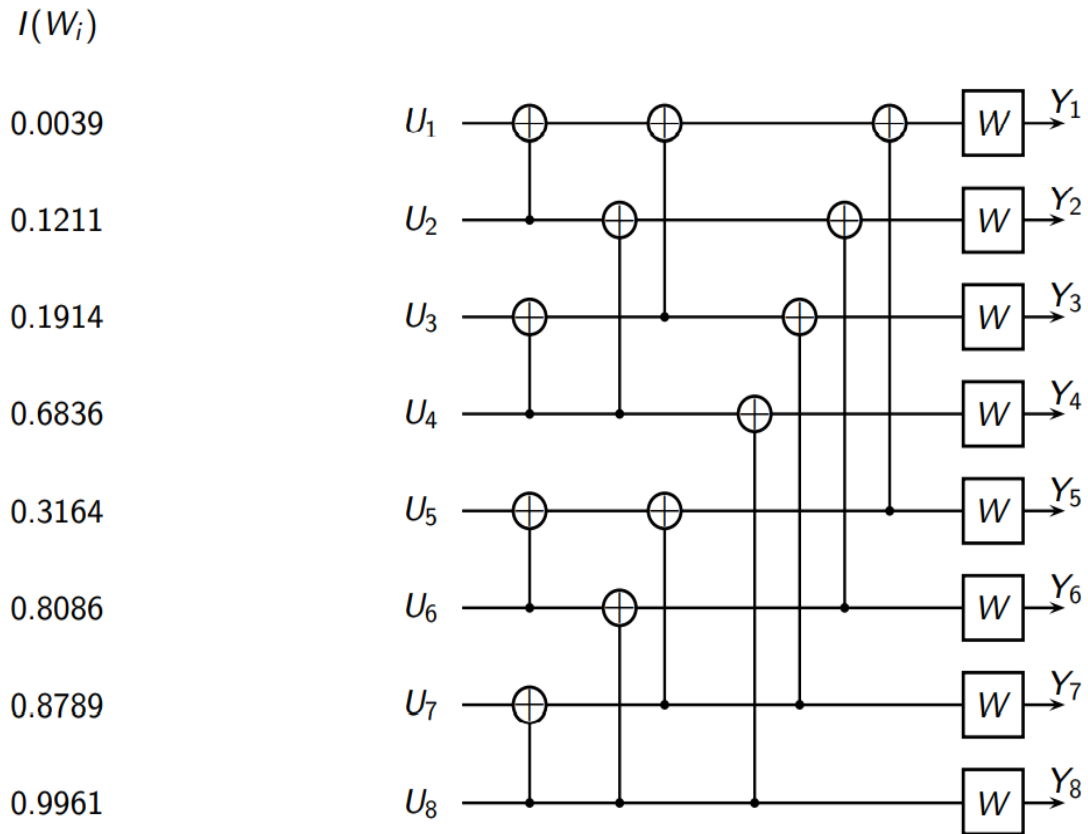 I(W_i)
0.0039 U_1 W Y_1
0.1211 U_2 W Y_2
0.1914 U_3 W Y_3
0.6836 U_4 W Y_4
0.3164 U_5 W Y_5
0.8086 U_6 W Y_6
0.8789 U_7 W Y_7
0.9961 U_8 W Y_8